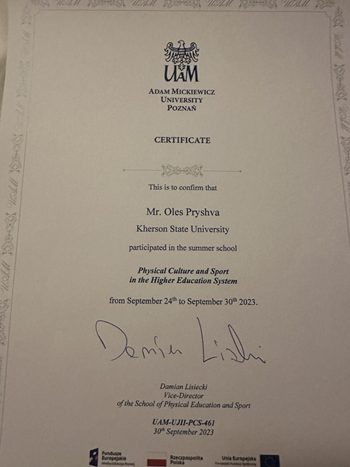 UAM
ADAM MICKIEWICZ
UNIVERSITY
POZNAŃ
CERTIFICATE
This is to confirm that
Mr. Oles Pryshva
Kherson State University
participated in the summer school
Physical Culture and Sport
in the Higher Education System
from September 24th to September 30th 2023.
Damian Lisiecki
Damian Lisiecki
Vice-Director
of the School of Physical Education and Sport
UAM-UJII-PCS-461
30th September 2023
Fundusze
Europejskie
Rzeczpospolita
Polska
Unia Europejska